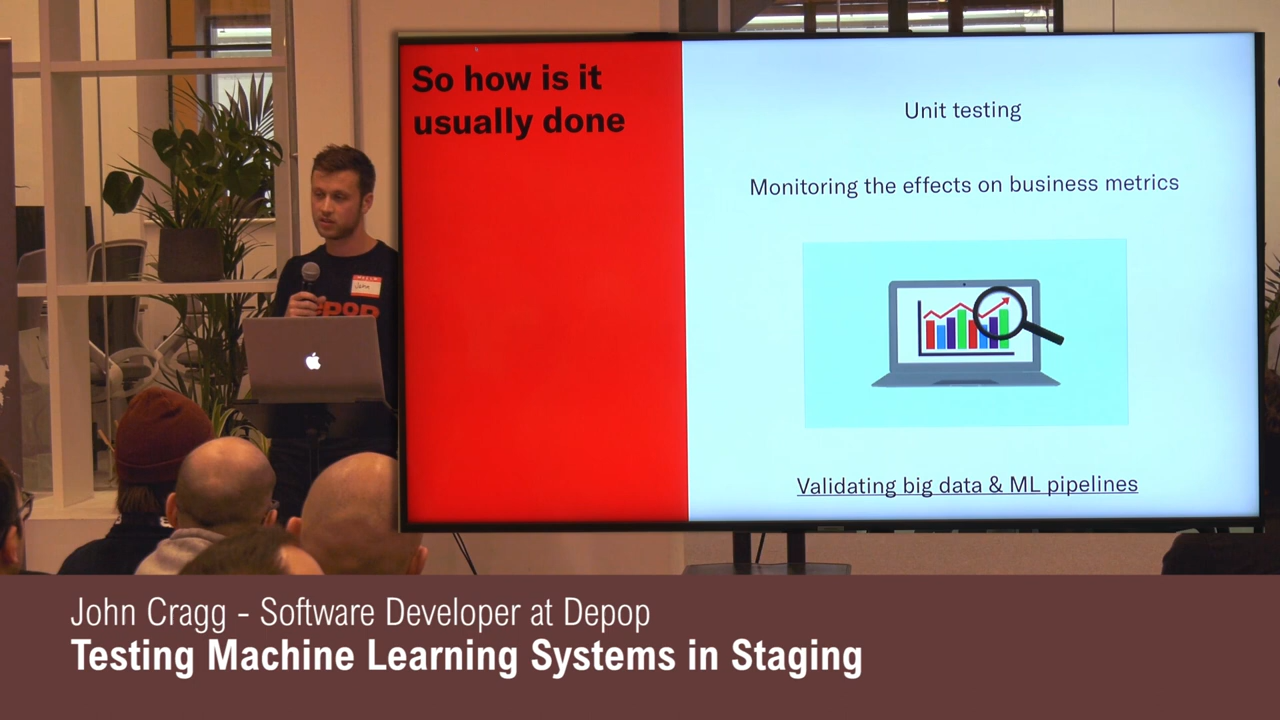 So how is it
usually done
Unit testing
Monitoring the effects on business metrics
Validating big data & ML pipelines
John
John Cragg - Software Developer at Depop
Testing Machine Learning Systems in Staging